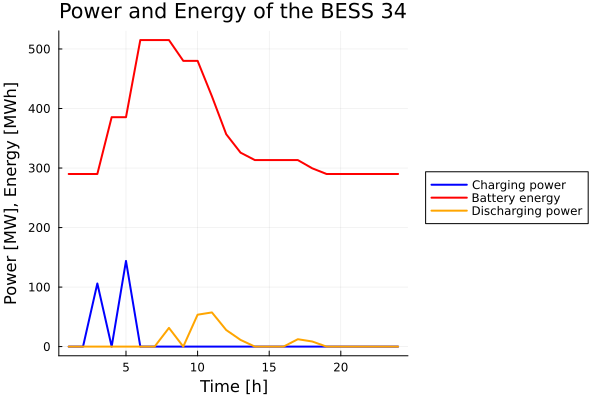 Power and Energy of the BESS 34
Power [MW], Energy [MWh]
500
400
300
200
100
0
5
10
15
20
Time [h]
Charging power
Battery energy
Discharging power